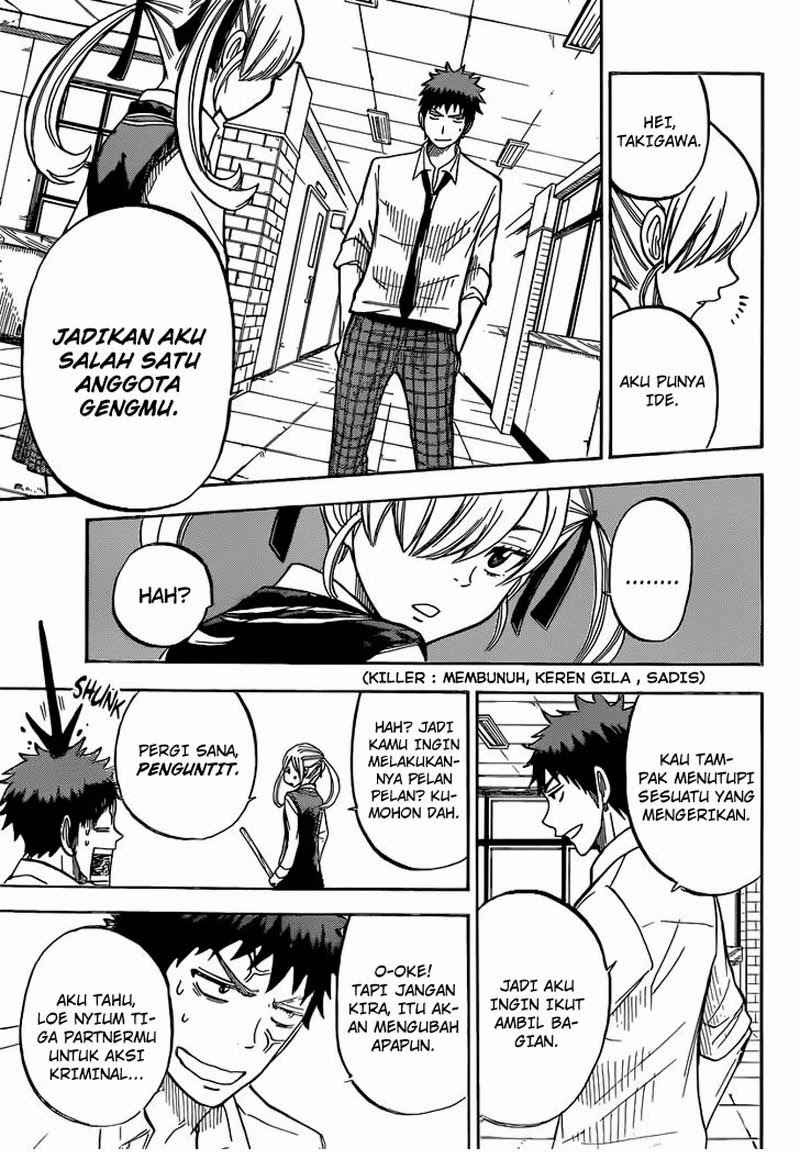 HEI,
TAKIGAWA.
AKU PUNYA
IDE.
JADIKAN AKU
SALAH SATU
ANGGOTA
GENGMU.
........
HAH?
(KILLER : MEMBUNUH, KEREN GILA , SADIS)
KAU TAM-
PAK MENUTUPI
SESUATU YANG
MENGERIKAN.
JADI AKU
INGIN IKUT
AMBIL BA-
GIAN.
HAH? JADI
KAMU INGIN
MELAKUKAN-
NYA PELAN
PELAN? KU-
MOHON DAH.
PERGI SANA,
PENGUNTIT.
SHUNK
O-OKE!
TAPI JANGAN
KIRA, ITU AK-
AN MENGUBAH
APAPUN.
AKU TAHU,
LOE NYIUM TI-
GA PARTNERMU
UNTUK AKSI
KRIMINAL...